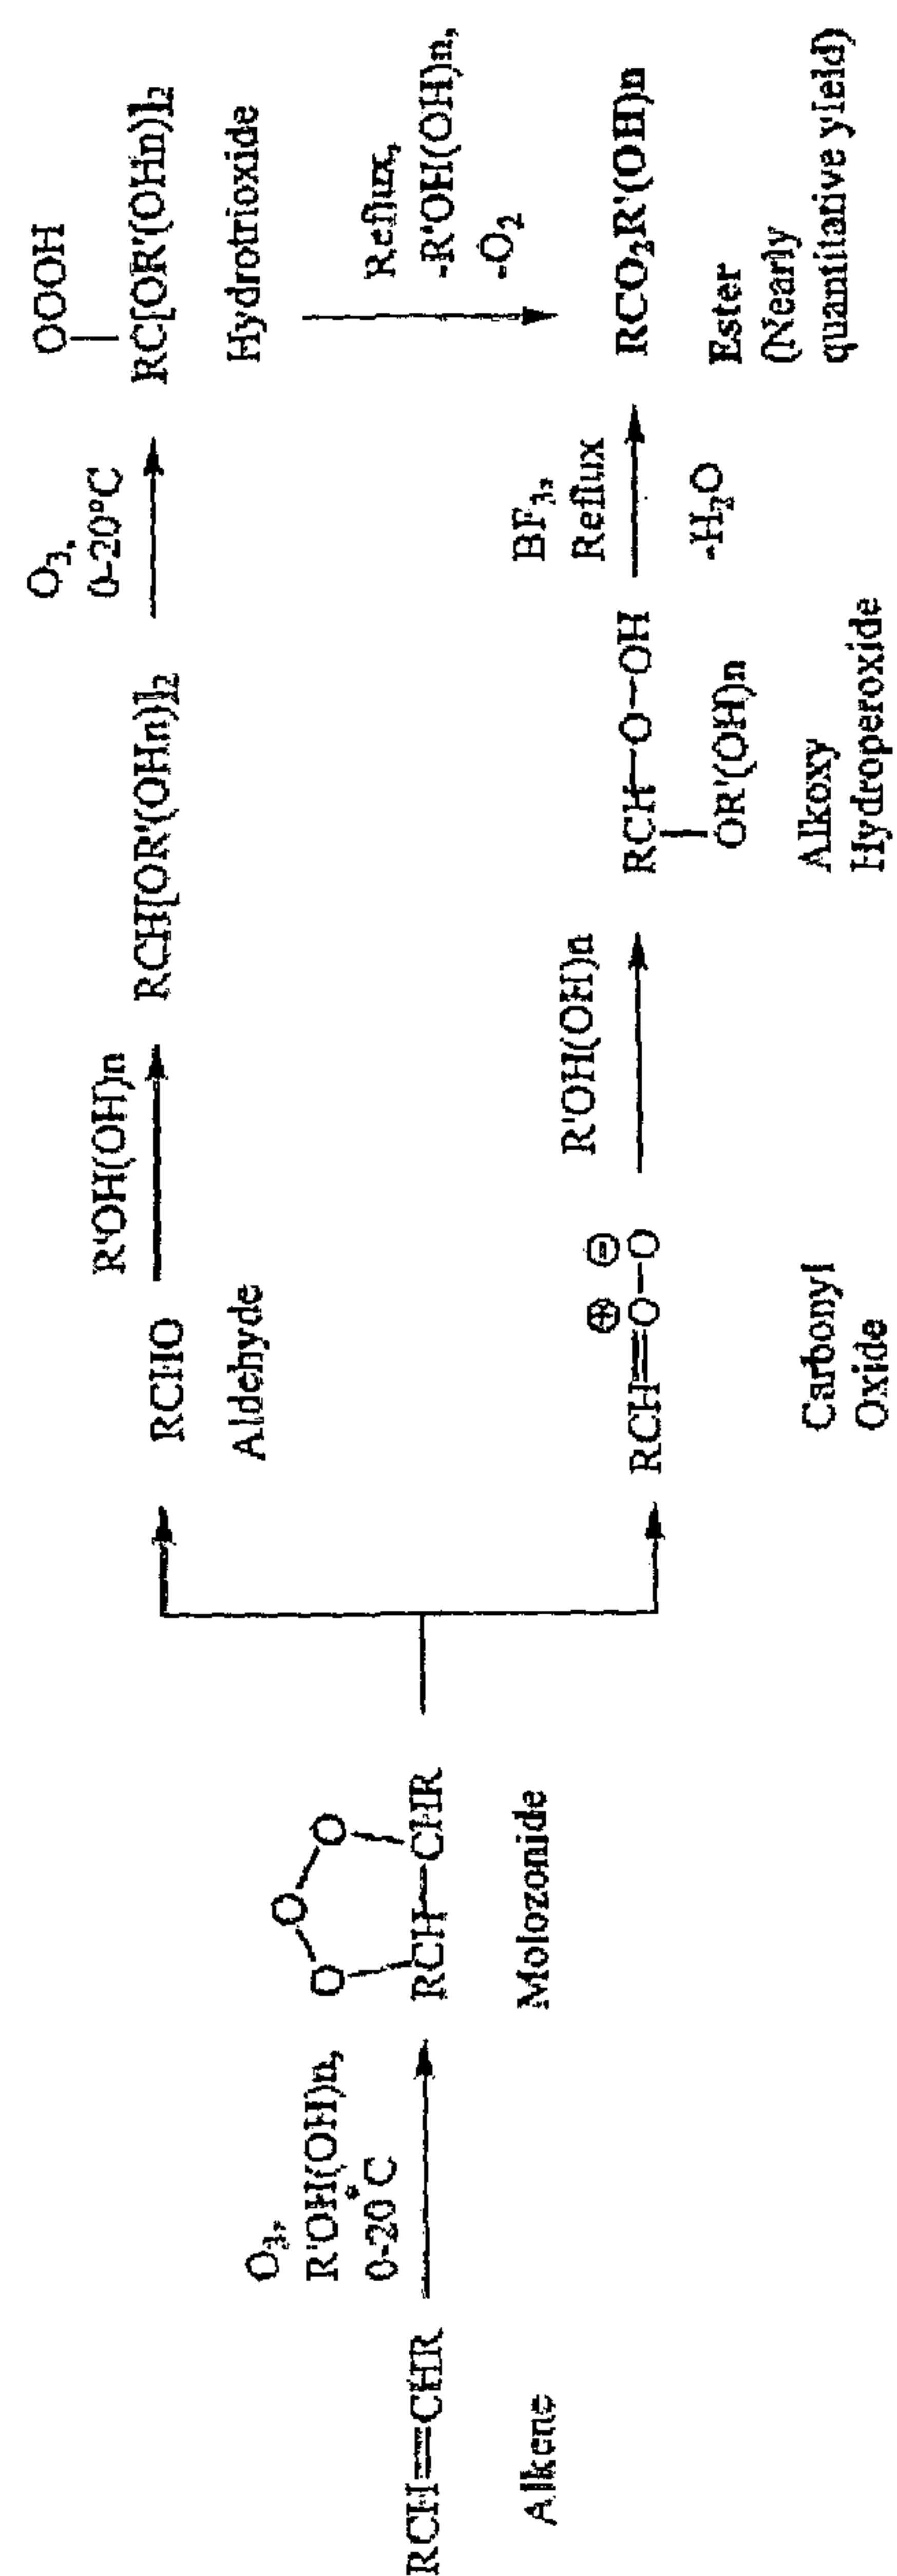 RCH=CHR
Alkene
O3,
R'OH(OH)n,
0-20°C
O
O
O
RCH-CHR
Molozonide
RCHO
Aldehyde
R'OH(OH)n
RCH[OR'(OHn)]2
O3,
0-20°C
OOOH
RC[OR'(OHn)]2
Hydrotrioxide
Reflux,
-R'OH(OH)n,
-O2
⊕ ⊖
RCH=O-O
Carbonyl
Oxide
R'OH(OH)n
RCH-O-OH
OR'(OH)n
Alkoxy
Hydroperoxide
BF3,
Reflux
-H2O
RCO2R'(OH)n
Ester
(Nearly
quantitative yield)